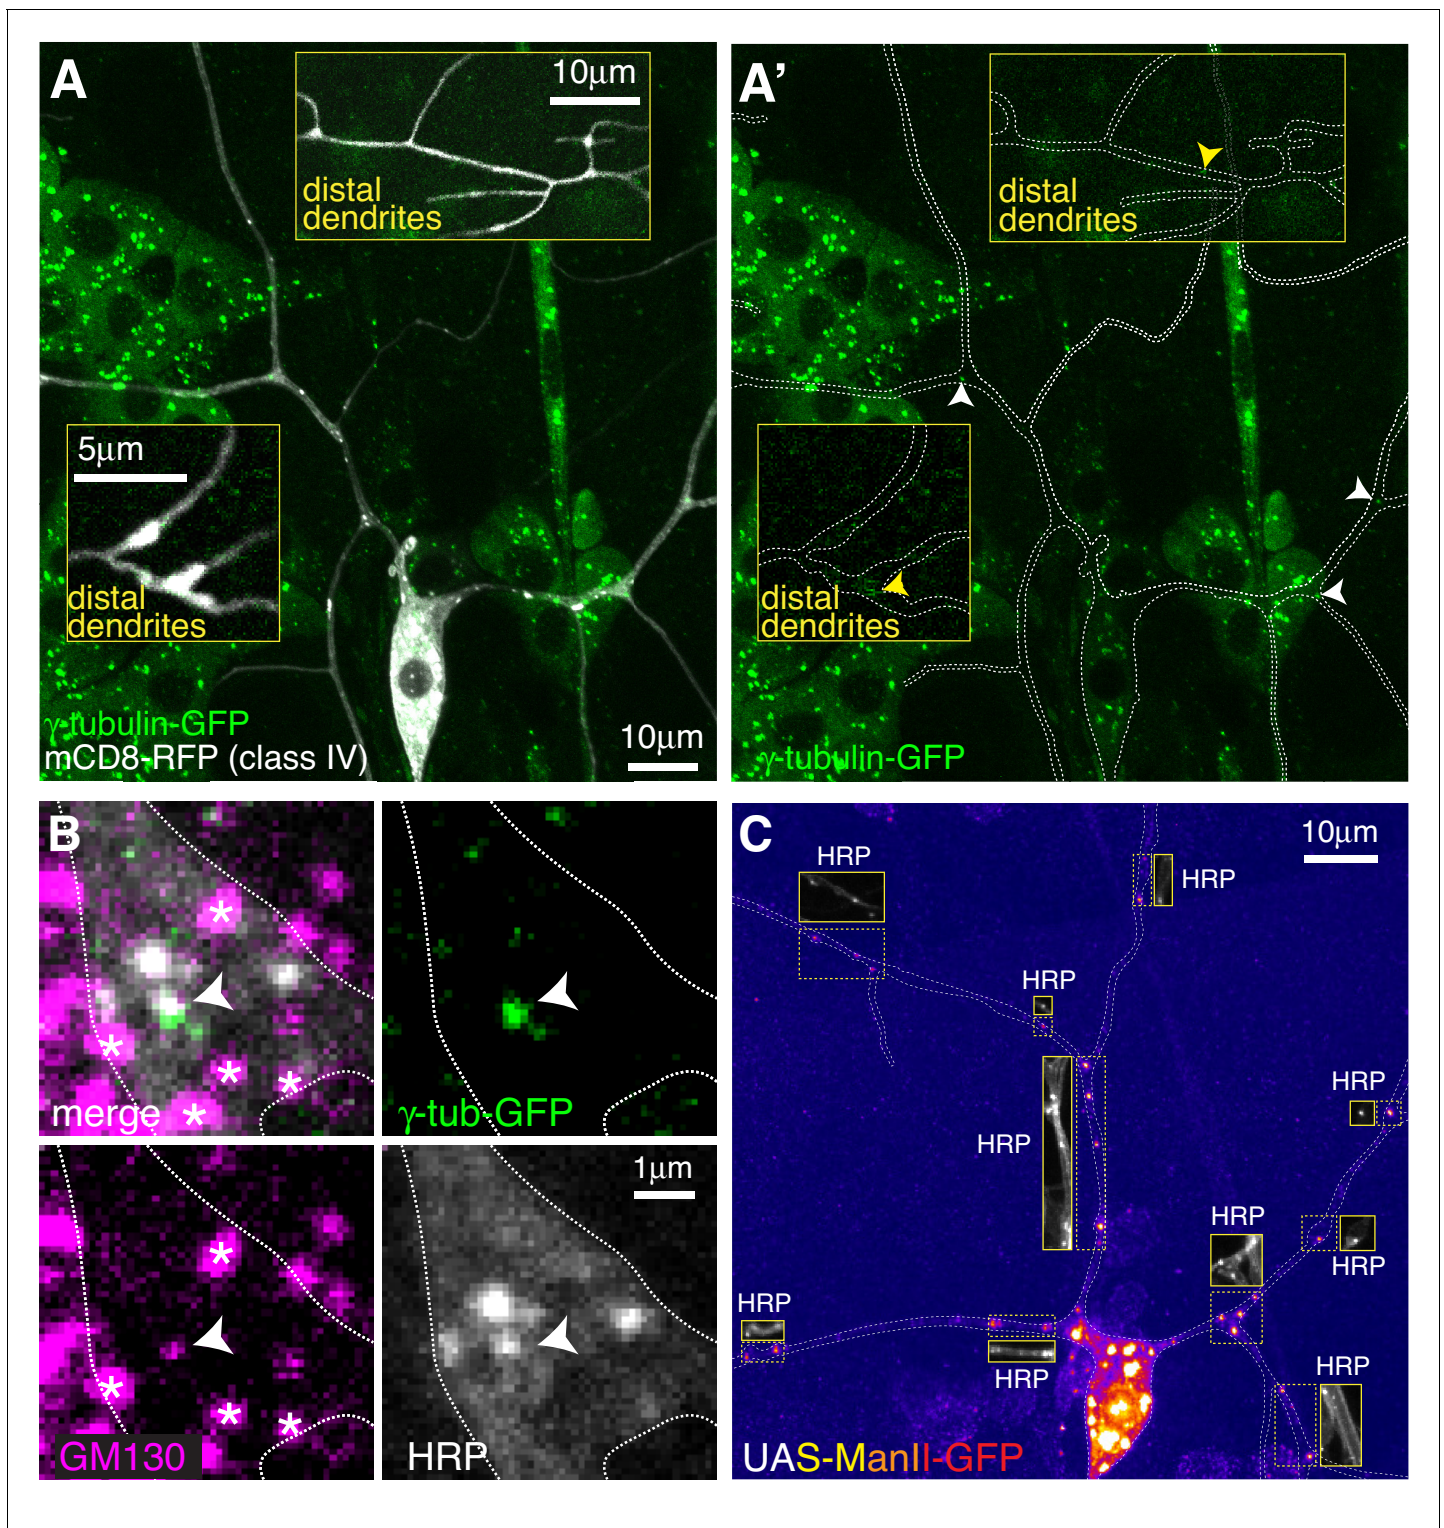 A
10μm
distal
dendrites
5μm
distal
dendrites
γ-tubulin-GFP
mCD8-RFP (class IV)
10μm
A’
distal
dendrites
distal
dendrites
γ-tubulin-GFP
B
merge
γ-tub-GFP
GM130
1μm
HRP
C
10μm
HRP
HRP
HRP
HRP
HRP
HRP
HRP
HRP
HRP
HRP
UAS-ManII-GFP